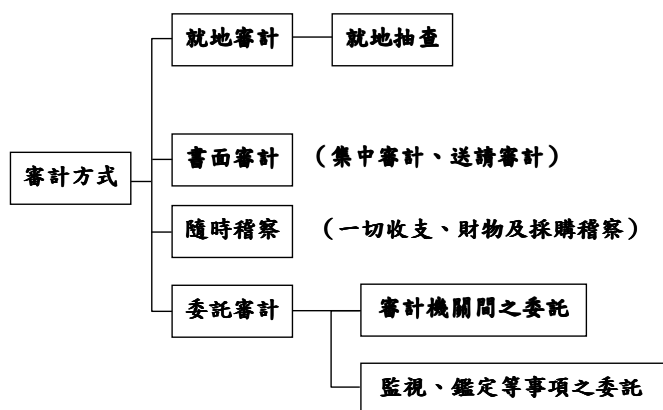 就地審計
就地抽查
書面審計
（集中審計、送請審計）
審計方式
隨時稽察
（一切收支、財物及採購稽察）
委託審計
審計機關間之委託
監視、鑑定等事項之委託